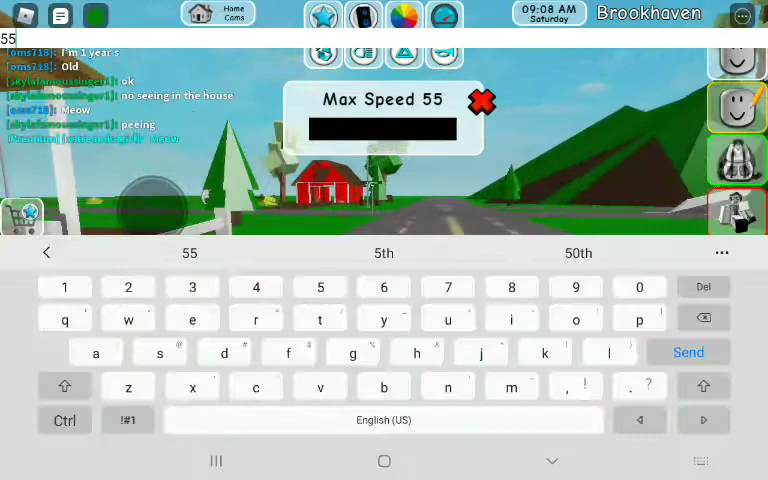 Home
Cams
09:08 AM
Saturday
Brookhaven
55
[oms718]: I'm 1 year s
[oms718]: Old
[skylafamoussinger1]: ok
[skylafamoussinger1]: no seeing in the house
[oms718]: Meow
[skylafamoussinger1]: peeing
Meow
Max Speed 55
55 5th 50th
1 2 3 4 5 6 7 8 9 0 Del
q w e r t y u i o p
a s d f g h j k l Send
z x c v b n m , ! . ?
Ctrl !#1 English (US)